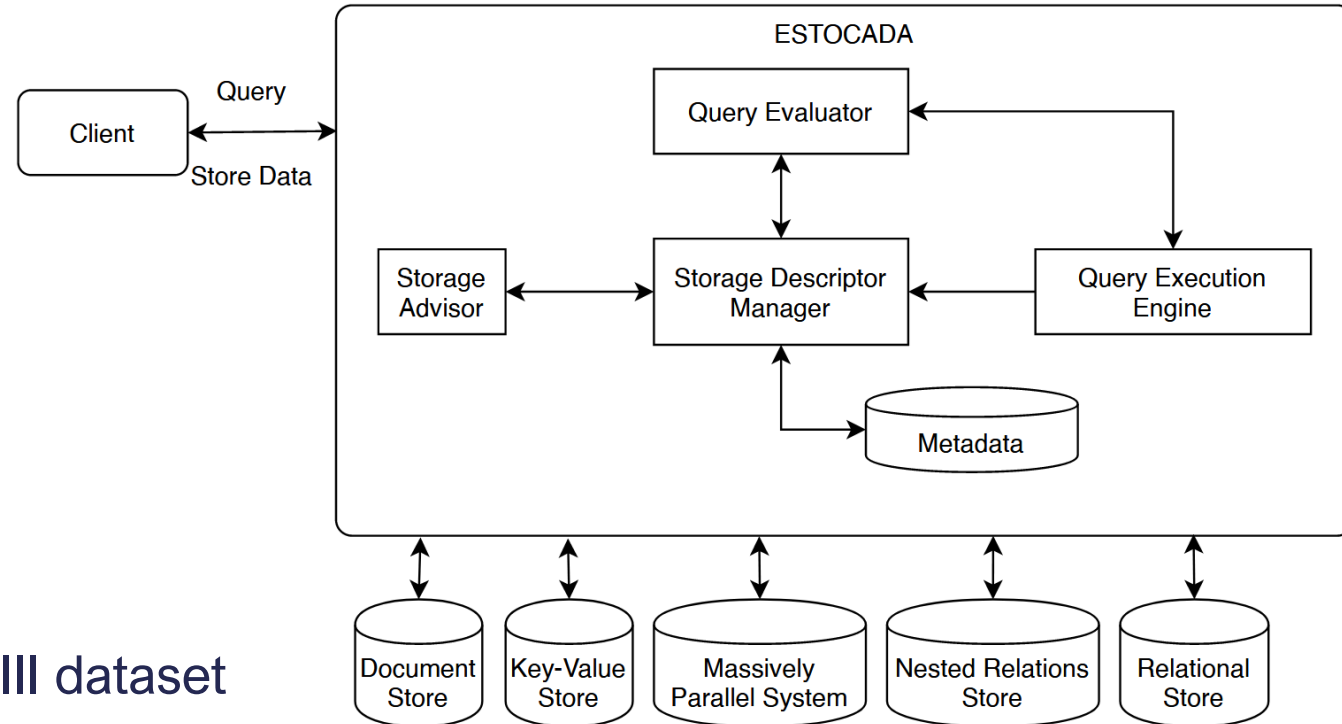 ESTOCADA
Query
Client
Store Data
Query Evaluator
Storage
Advisor
Storage Descriptor
Manager
Query Execution
Engine
Metadata
Document
Store
Key-Value
Store
Massively
Parallel System
Nested Relations
Store
Relational
Store
III dataset